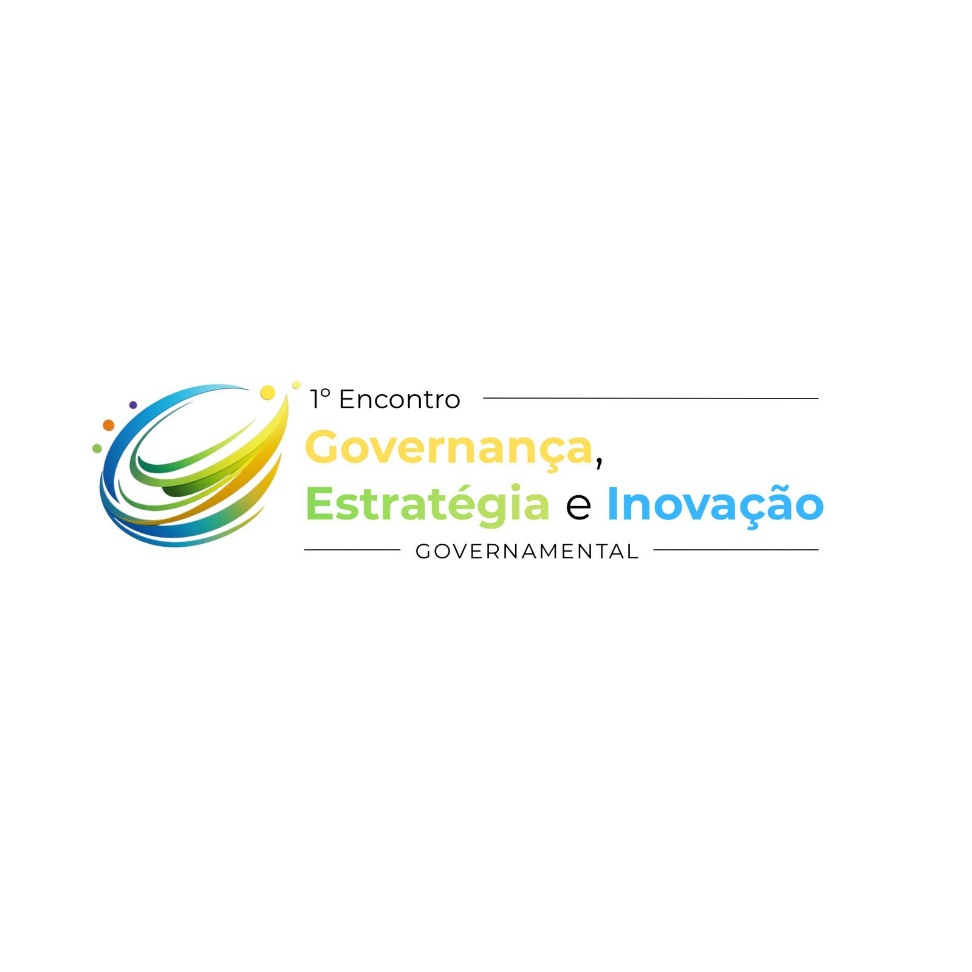 1º Encontro
Governança,
Estratégia e Inovação
GOVERNAMENTAL